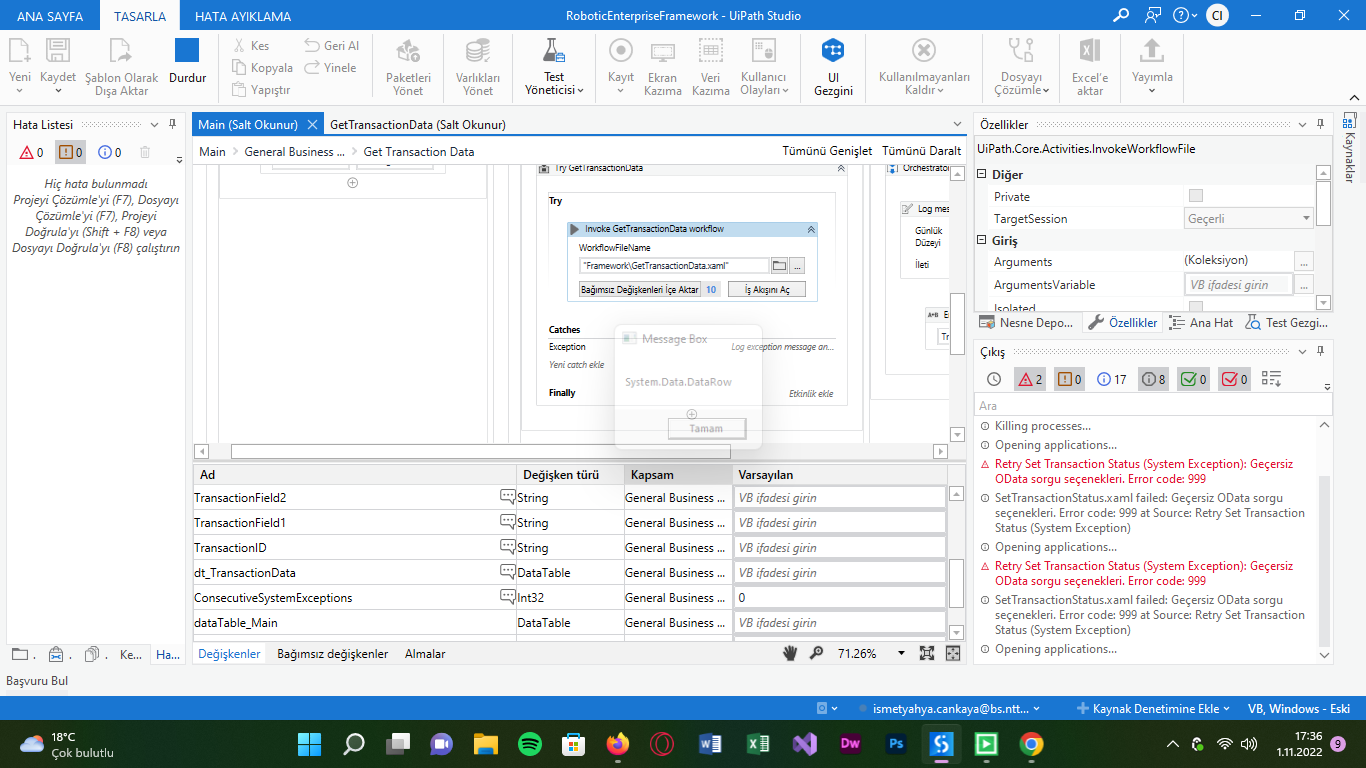 ANA SAYFA
TASARLA
HATA AYIKLAMA
RoboticEnterpriseFramework - UiPath Studio
CI
Yeni
Kaydet
Şablon Olarak
Dışa Aktar
Durdur
Kes
Kopyala
Yapıştır
Geri Al
Yinele
Paketleri
Yönet
Varlıkları
Yönet
Test
Yöneticisi
Kayıt
Ekran
Kazıma
Veri
Kazıma
Kullanıcı
Olayları
UI
Gezgini
Kullanılmayanları
Kaldır
Dosyayı
Çözümle
Excel'e
aktar
Yayımla
Hata Listesi
0
0
0
Hiç hata bulunmadı
Projeyi Çözümle'yi (F7), Dosyayı
Çözümle'yi (F7), Projeyi
Doğrula'yı (Shift + F8) veya
Dosyayı Doğrula'yı (F8) çalıştırın
Ke...
Ha...
Başvuru Bul
Main (Salt Okunur)
GetTransactionData (Salt Okunur)
Main
General Business ...
Get Transaction Data
Tümünü Genişlet
Tümünü Daralt
Try GetTransactionData
Try
Invoke GetTransactionData workflow
WorkflowFileName
"Framework\GetTransactionData.xaml"
...
Bağımsız Değişkenleri İçe Aktar
10
İş Akışını Aç
Catches
Exception
Log exception message an...
Yeni catch ekle
Finally
Etkinlik ekle
Message Box
System.Data.DataRow
Tamam
Orchestrator
Log mes
Günlük
Düzeyi
İleti
A*B
E
Tr
Ad
Değişken türü
Kapsam
Varsayılan
TransactionField2
String
General Business ...
VB ifadesi girin
TransactionField1
String
General Business ...
VB ifadesi girin
TransactionID
String
General Business ...
VB ifadesi girin
dt_TransactionData
DataTable
General Business ...
VB ifadesi girin
ConsecutiveSystemExceptions
Int32
General Business ...
0
dataTable_Main
DataTable
General Business ...
VB ifadesi girin
Değişkenler
Bağımsız değişkenler
Almalar
71.26%
Özellikler
UiPath.Core.Activities.InvokeWorkflowFile
Diğer
Private
TargetSession
Geçerli
Giriş
Arguments
(Koleksiyon)
...
ArgumentsVariable
VB ifadesi girin
...
Isolated
Nesne Depo...
Özellikler
Ana Hat
Test Gezgi...
Kaynaklar
Çıkış
2
0
17
8
0
0
Ara
Killing processes...
Opening applications...
Retry Set Transaction Status (System Exception): Geçersiz
OData sorgu seçenekleri. Error code: 999
SetTransactionStatus.xaml failed: Geçersiz OData sorgu
seçenekleri. Error code: 999 at Source: Retry Set Transaction
Status (System Exception)
Opening applications...
Retry Set Transaction Status (System Exception): Geçersiz
OData sorgu seçenekleri. Error code: 999
SetTransactionStatus.xaml failed: Geçersiz OData sorgu
seçenekleri. Error code: 999 at Source: Retry Set Transaction
Status (System Exception)
Opening applications...
ismetyahya.cankaya@bs.ntt...
Kaynak Denetimine Ekle
VB, Windows - Eski
18°C
Çok bulutlu
Dw
Ps
17:36
1.11.2022
9